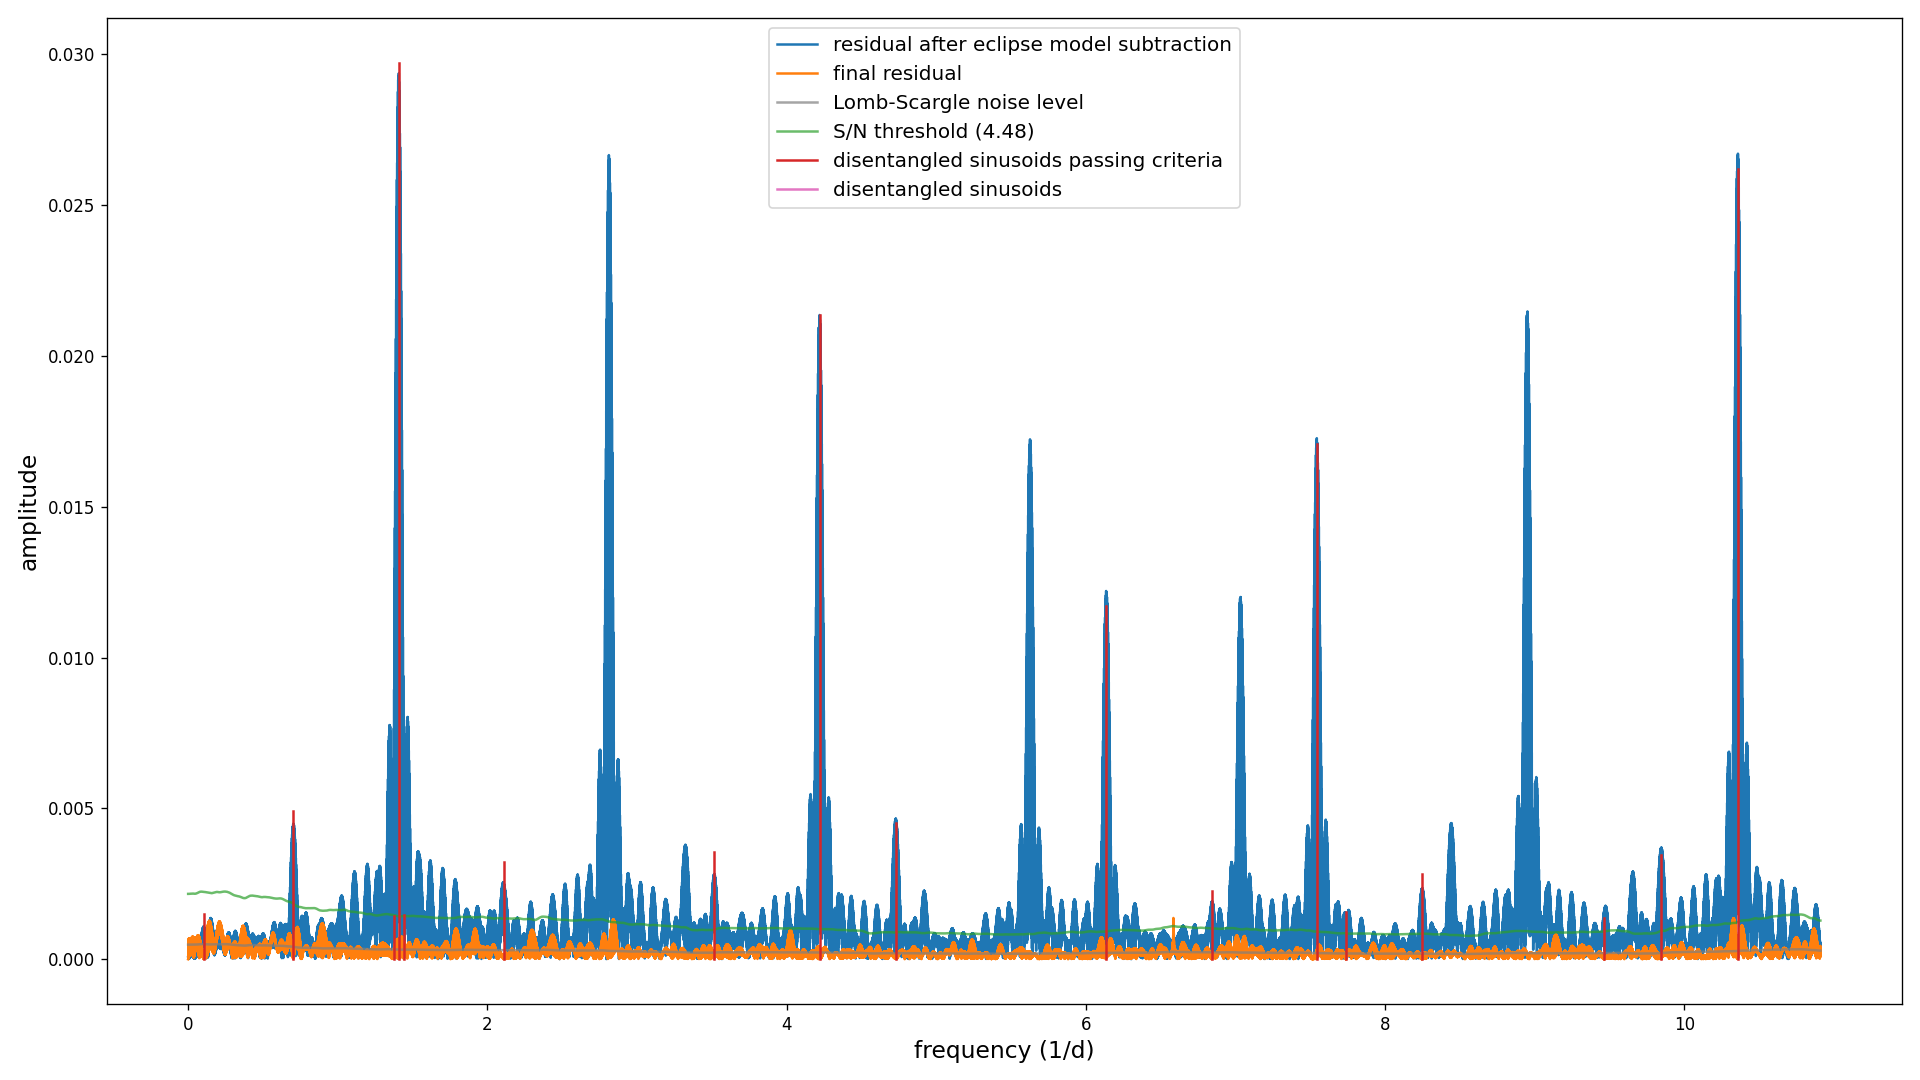 residual after eclipse model subtraction
final residual
Lomb-Scargle noise level
S/N threshold (4.48)
disentangled sinusoids passing criteria
disentangled sinusoids
amplitude
0.030
0.025
0.020
0.015
0.010
0.005
0.000
0 2 4 6 8 10
frequency (1/d)